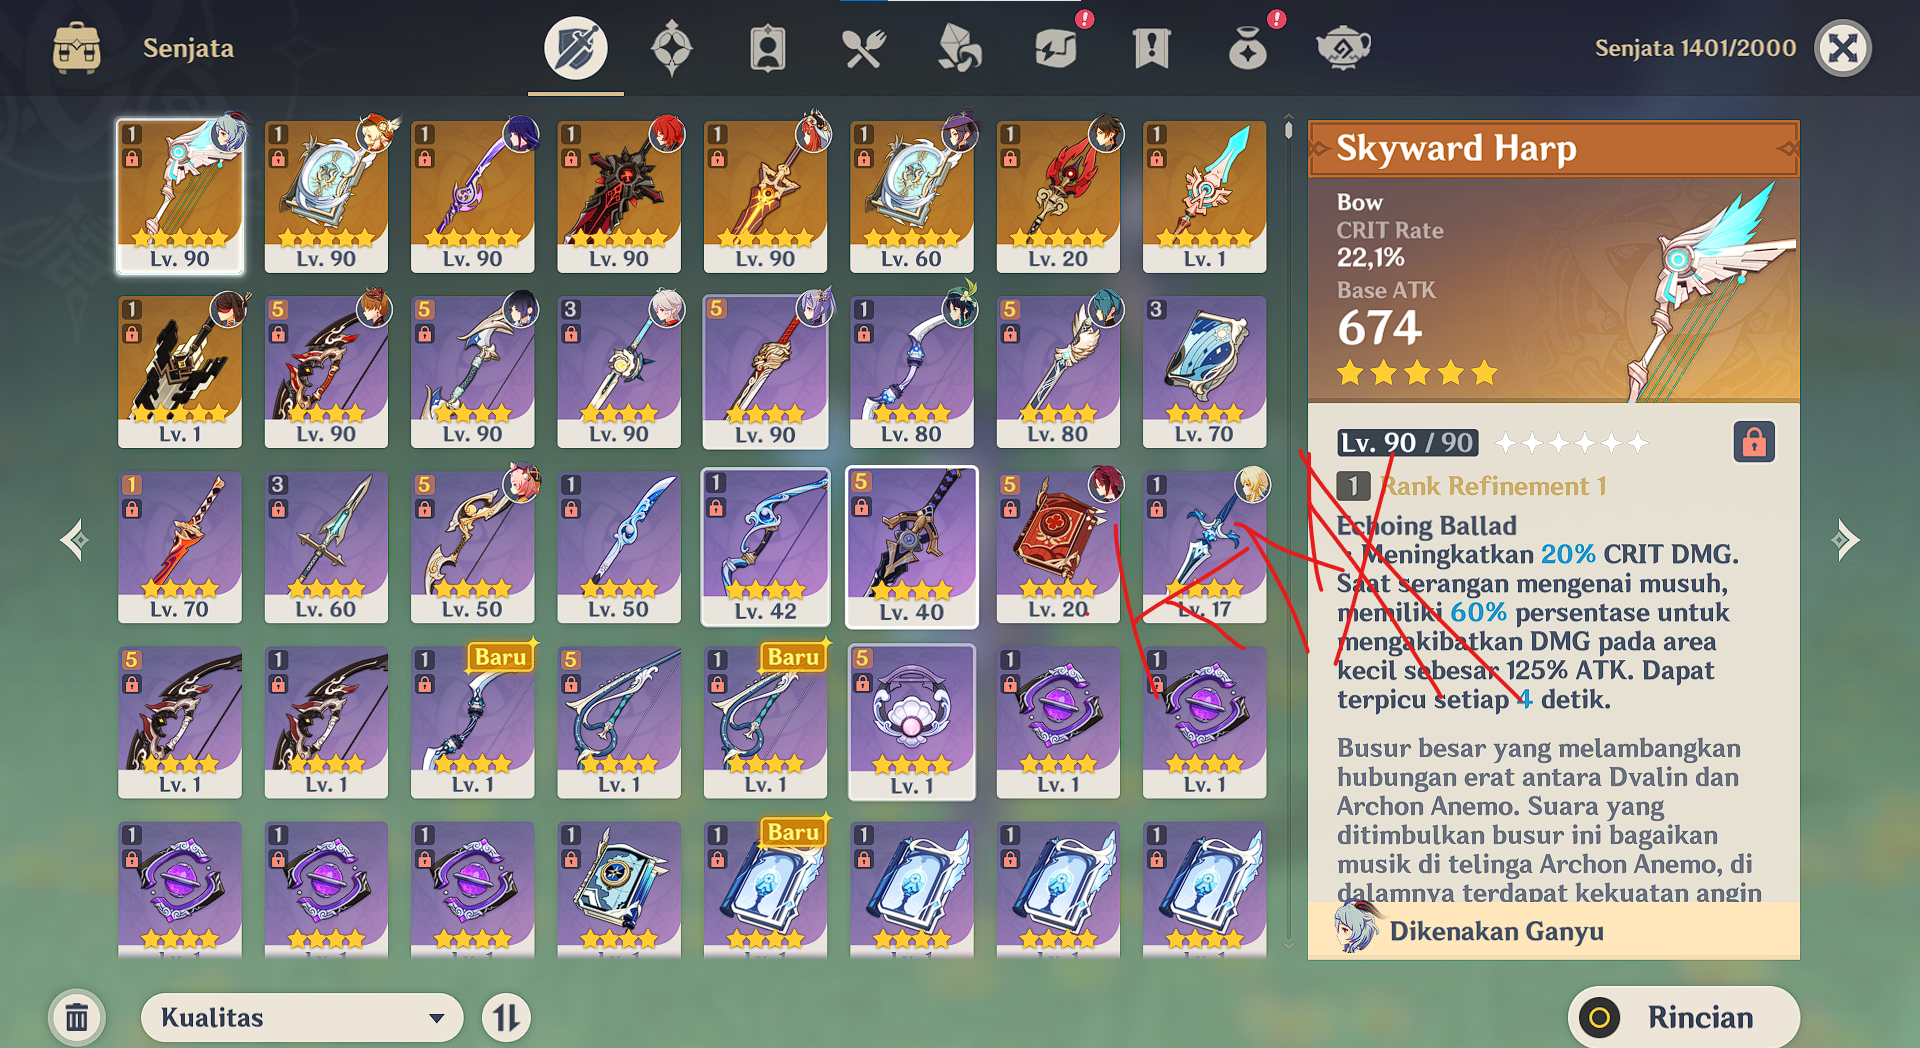 Senjata
Senjata 1401/2000
1 Lv. 90
1 Lv. 90
1 Lv. 90
1 Lv. 90
1 Lv. 90
1 Lv. 60
1 Lv. 20
1 Lv. 1
1 Lv. 1
5 Lv. 90
5 Lv. 90
3 Lv. 90
5 Lv. 90
1 Lv. 80
5 Lv. 80
3 Lv. 70
1 Lv. 70
3 Lv. 60
5 Lv. 50
1 Lv. 50
1 Lv. 42
5 Lv. 40
5 Lv. 20
1 Lv. 17
5 Lv. 1
1 Lv. 1
1 Baru Lv. 1
5 Lv. 1
1 Baru Lv. 1
5 Lv. 1
1 Lv. 1
1 Lv. 1
1
1
1
1
1 Baru
1
1
1
Skyward Harp
Bow
CRIT Rate
22,1%
Base ATK
674
Lv. 90 / 90
1 Rank Refinement 1
Echoing Ballad
· Meningkatkan 20% CRIT DMG.
Saat serangan mengenai musuh,
memiliki 60% persentase untuk
mengakibatkan DMG pada area
kecil sebesar 125% ATK. Dapat
terpicu setiap 4 detik.
Busur besar yang melambangkan
hubungan erat antara Dvalin dan
Archon Anemo. Suara yang
ditimbulkan busur ini bagaikan
musik di telinga Archon Anemo, di
dalamnya terdapat kekuatan angin
Dikenakan Ganyu
Kualitas
Rincian